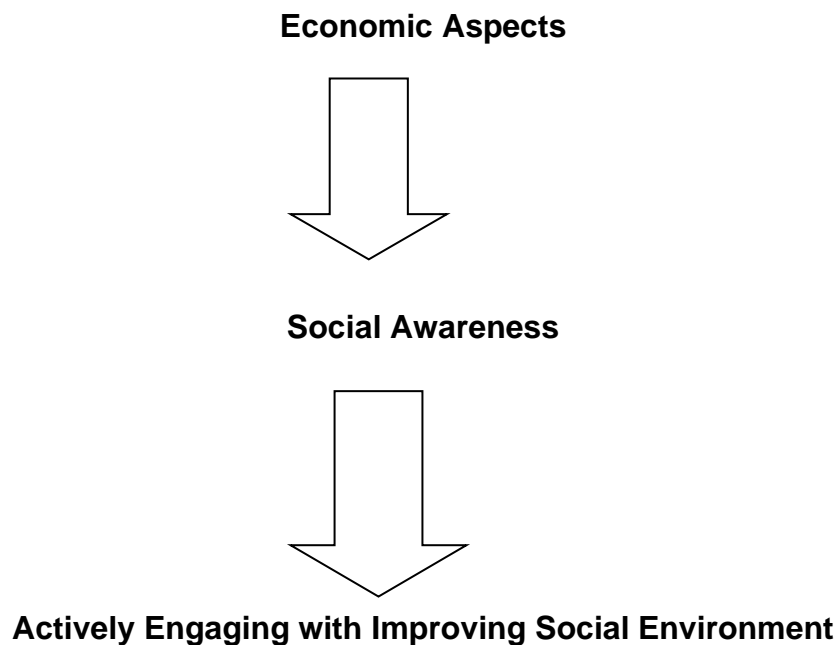 Economic Aspects
Social Awareness
Actively Engaging with Improving Social Environment